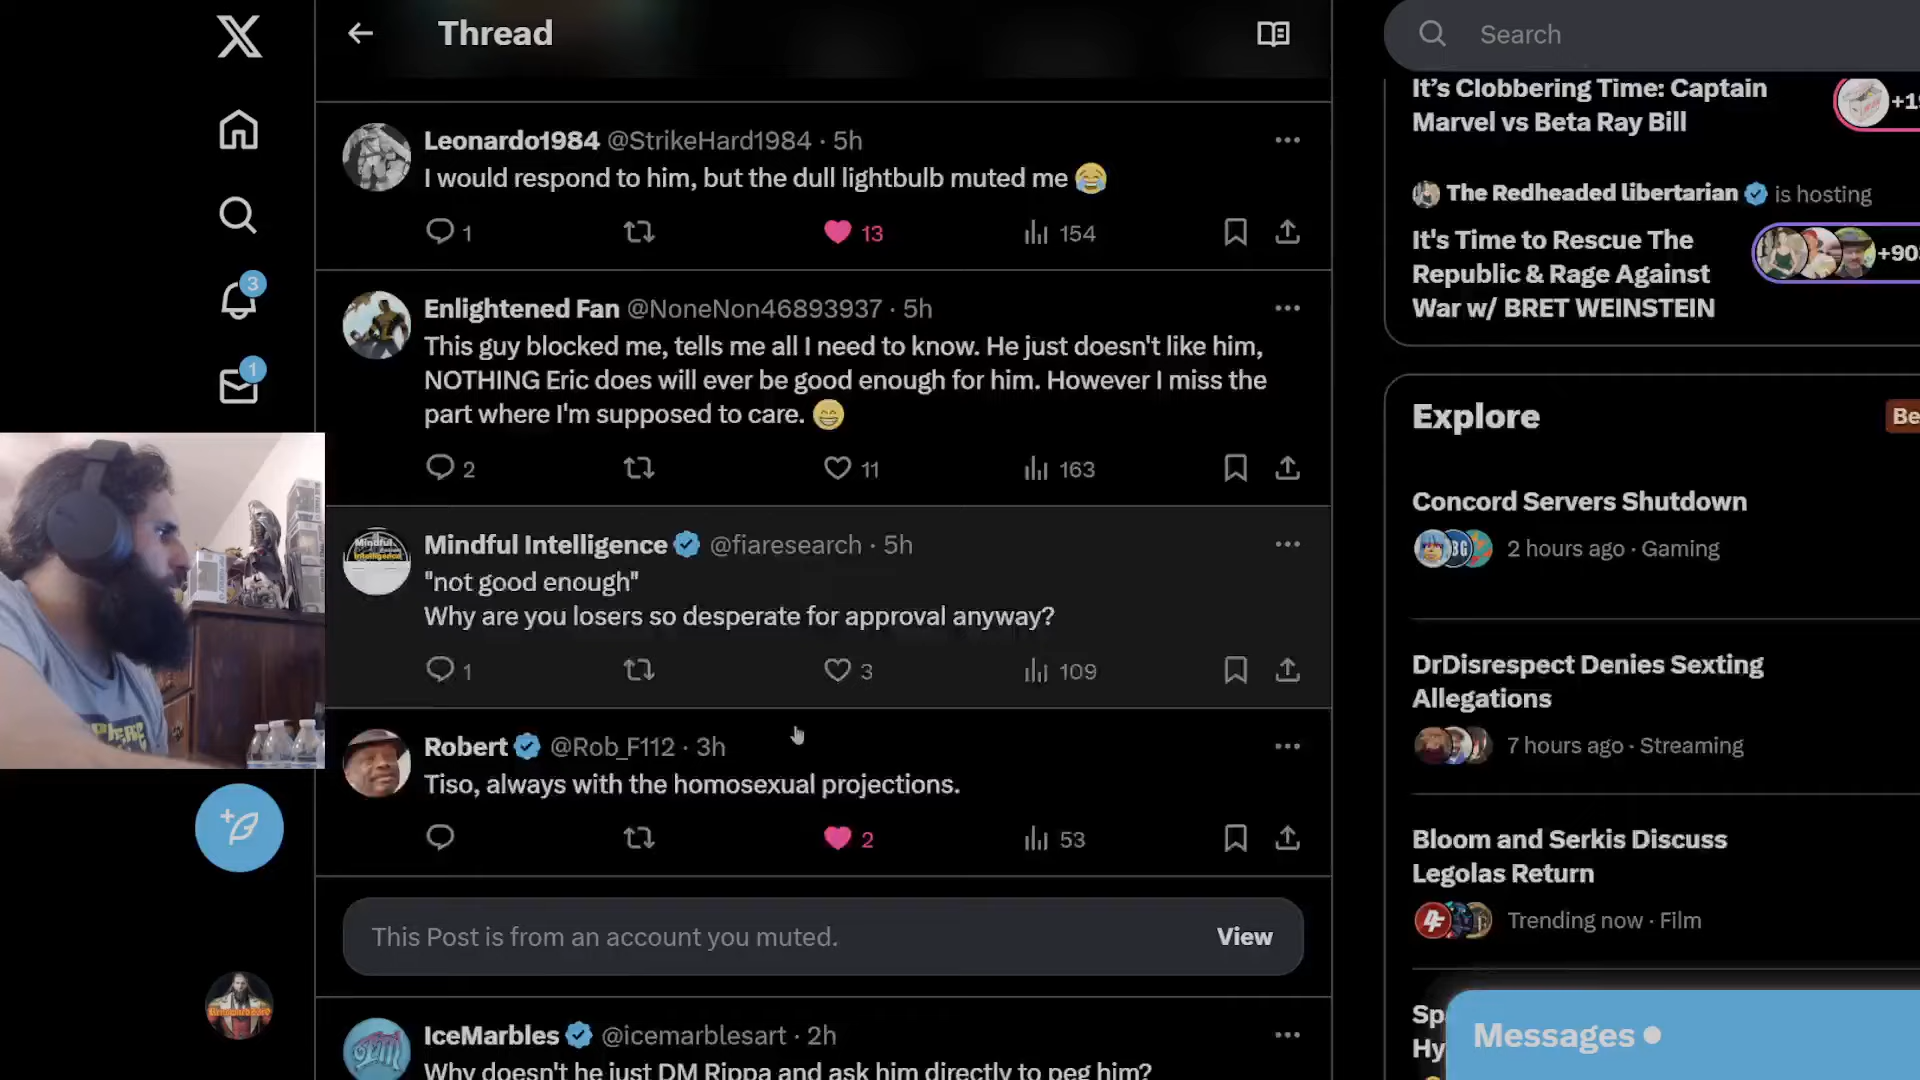 Thread
Search
Leonardo1984 @StrikeHard1984 · 5h
I would respond to him, but the dull lightbulb muted me 😂
1
13
154
Enlightened Fan @NoneNon46893937 · 5h
This guy blocked me, tells me all I need to know. He just doesn't like him,
NOTHING Eric does will ever be good enough for him. However I miss the
part where I'm supposed to care. 😁
2
11
163
Mindful Intelligence @fiaresearch · 5h
"not good enough"
Why are you losers so desperate for approval anyway?
1
3
109
Robert @Rob_F112 · 3h
Tiso, always with the homosexual projections.
2
53
This Post is from an account you muted.
View
IceMarbles @icemarblesart · 2h
Why doesn't he just DM Rippa and ask him directly to peg him?
3
1
It's Clobbering Time: Captain
Marvel vs Beta Ray Bill
The Redheaded libertarian is hosting
It's Time to Rescue The
Republic & Rage Against
War w/ BRET WEINSTEIN
Explore
Be
Concord Servers Shutdown
2 hours ago · Gaming
DrDisrespect Denies Sexting
Allegations
7 hours ago · Streaming
Bloom and Serkis Discuss
Legolas Return
Trending now · Film
Sp
Hy
Messages